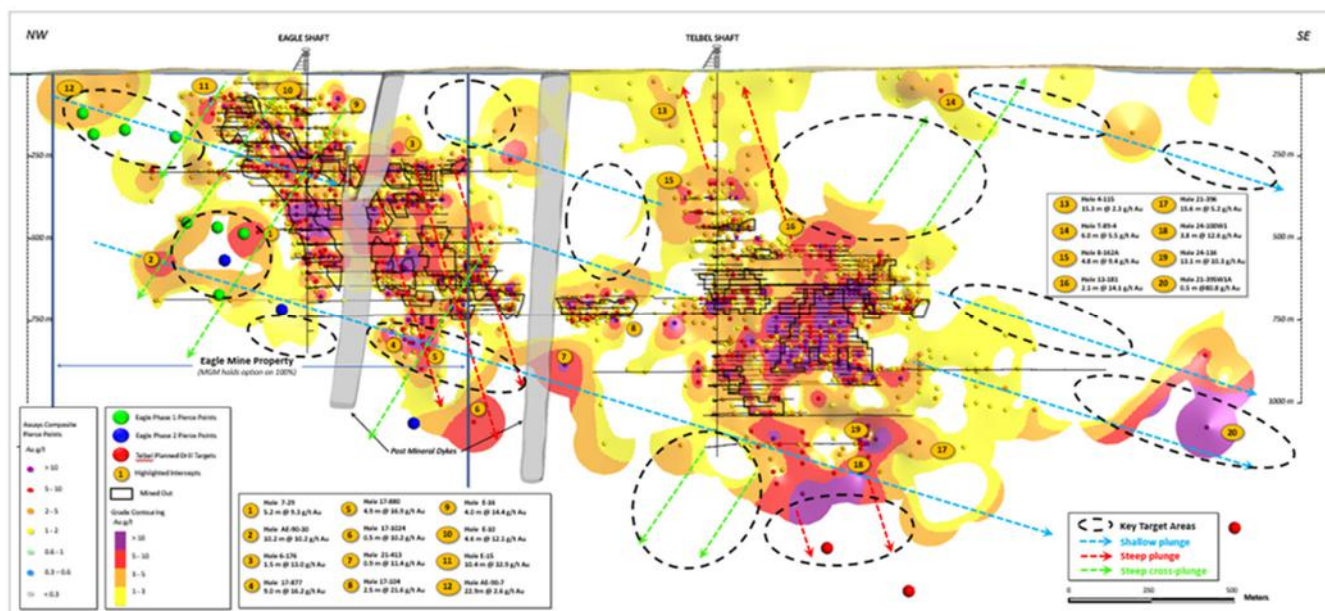 NW
EAGLE SHAFT
TELBEL SHAFT
SE
12
11
10
9
13
14
3
250 m
250 m
15
1
16
500 m
500 m
2
13 Hole 4-115
15.3 m @ 2.3 g/t Au
14 Hole T-89-4
6.0 m @ 5.5 g/t Au
15 Hole 8-162A
4.8 m @ 9.4 g/t Au
16 Hole 13-181
2.1 m @ 14.1 g/t Au
17 Hole 21-396
15.6 m @ 5.2 g/t Au
18 Hole 24-100W1
3.8 m @ 12.6 g/t Au
19 Hole 24-116
13.1 m @ 10.3 g/t Au
20 Hole 21-395W1A
0.5 m @80.8 g/t Au
750 m
750 m
8
4
5
7
Eagle Mine Property
(MGM holds option on 100%)
6
1000 m
19
20
17
18
Post Mineral Dykes
Assays Composite
Pierce Points
Au g/t
> 10
5 - 10
2 - 5
1 - 2
0.6 - 1
0.3 - 0.6
< 0.3
Eagle Phase 1 Pierce Points
Eagle Phase 2 Pierce Points
Telbel Planned Drill Targets
1 Highlighted Intercepts
Mined Out
Grade Contouring
Au g/t
> 10
5 - 10
3 - 5
1 - 3
1 Hole 7-25
5.2 m @ 9.3 g/t Au
2 Hole AE-90-30
10.2 m @ 10.2 g/t Au
3 Hole 6-176
1.5 m @ 13.0 g/t Au
4 Hole 17-877
9.0 m @ 16.2 g/t Au
5 Hole 17-880
4.9 m @ 16.9 g/t Au
6 Hole 17-1024
0.5 m @ 10.2 g/t Au
7 Hole 21-413
0.9 m @ 11.4 g/t Au
8 Hole 17-104
2.5 m @ 21.6 g/t Au
9 Hole E-16
4.0 m @ 14.4 g/t Au
10 Hole E-10
4.4 m @ 12.1 g/t Au
11 Hole E-15
10.4 m @ 12.9 g/t Au
12 Hole AE-90-7
22.9m @ 2.6 g/t Au
Key Target Areas
Shallow plunge
Steep plunge
Steep cross-plunge
0
250
500
Meters